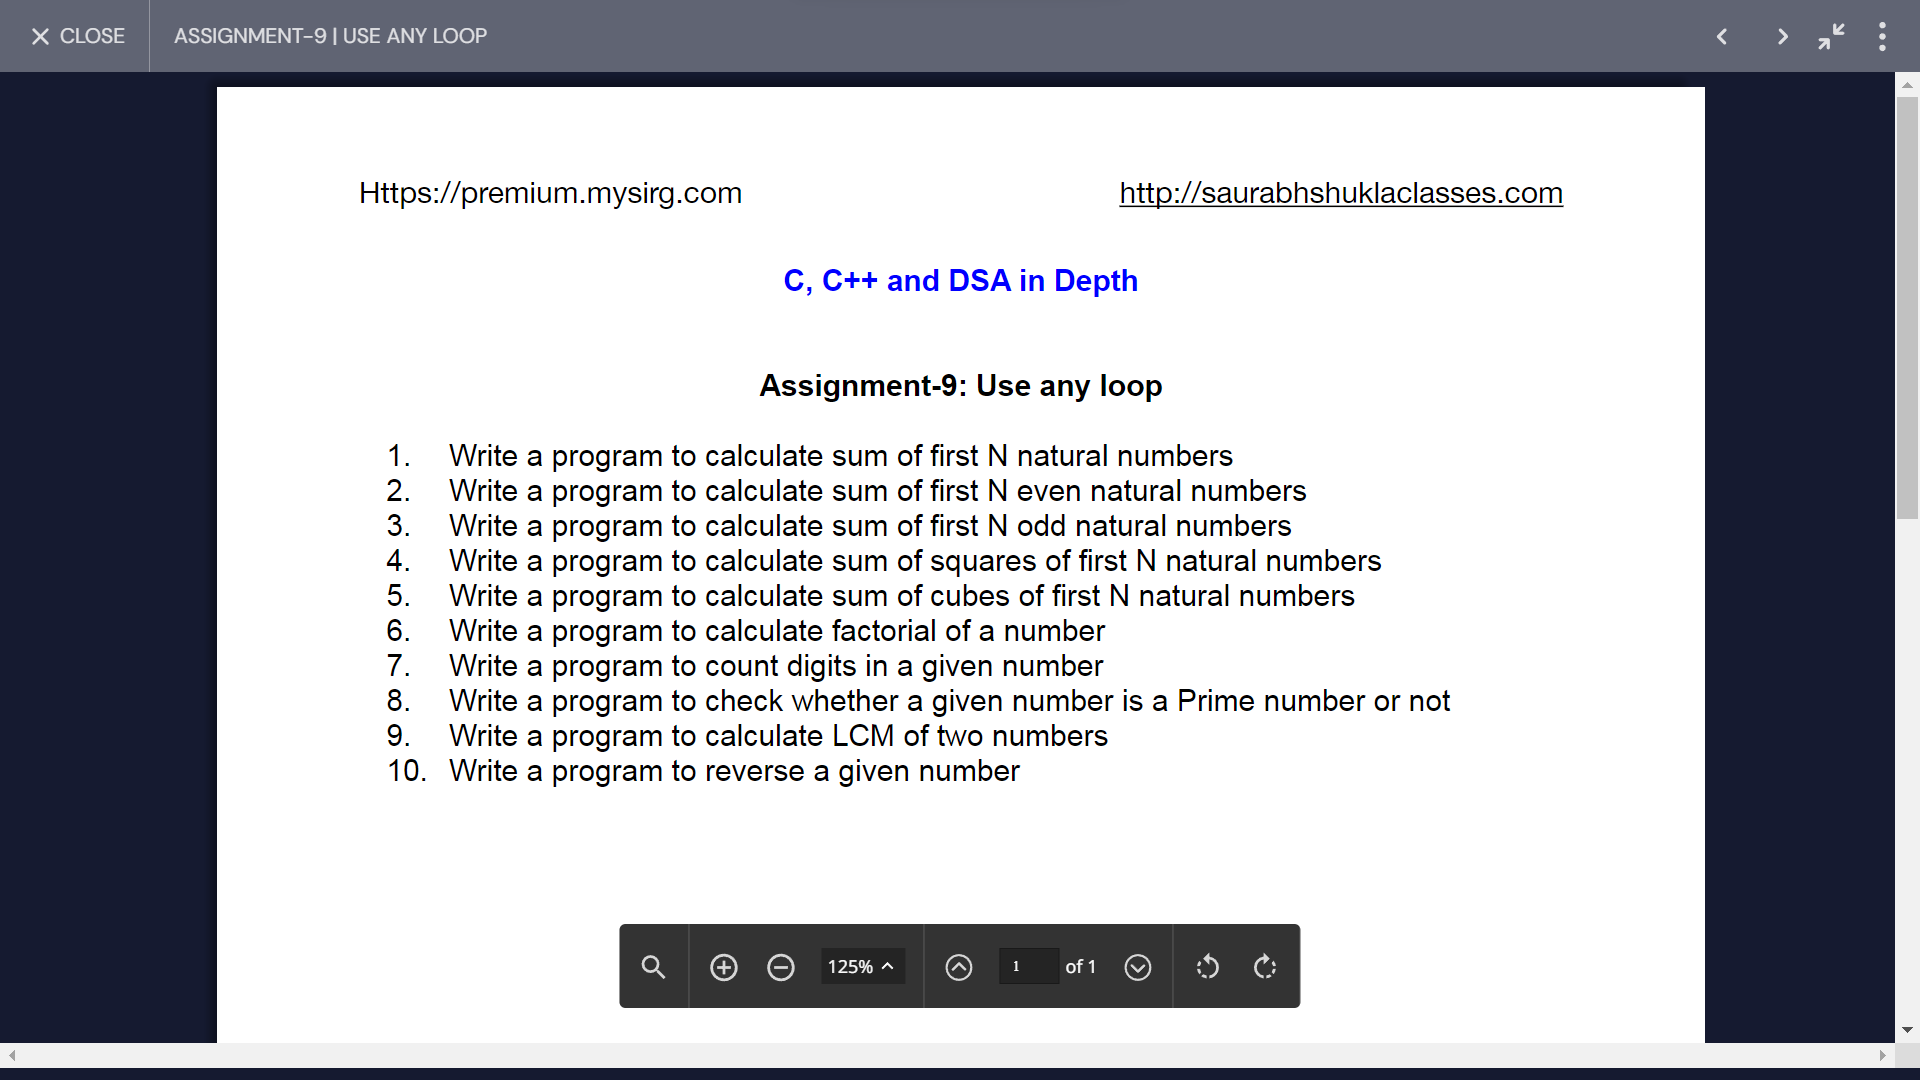 CLOSE
ASSIGNMENT-9 | USE ANY LOOP
Https://premium.mysirg.com
http://saurabhshuklaclasses.com
C, C++ and DSA in Depth
Assignment-9: Use any loop
1. Write a program to calculate sum of first N natural numbers
2. Write a program to calculate sum of first N even natural numbers
3. Write a program to calculate sum of first N odd natural numbers
4. Write a program to calculate sum of squares of first N natural numbers
5. Write a program to calculate sum of cubes of first N natural numbers
6. Write a program to calculate factorial of a number
7. Write a program to count digits in a given number
8. Write a program to check whether a given number is a Prime number or not
9. Write a program to calculate LCM of two numbers
10. Write a program to reverse a given number
125% 1 of 1